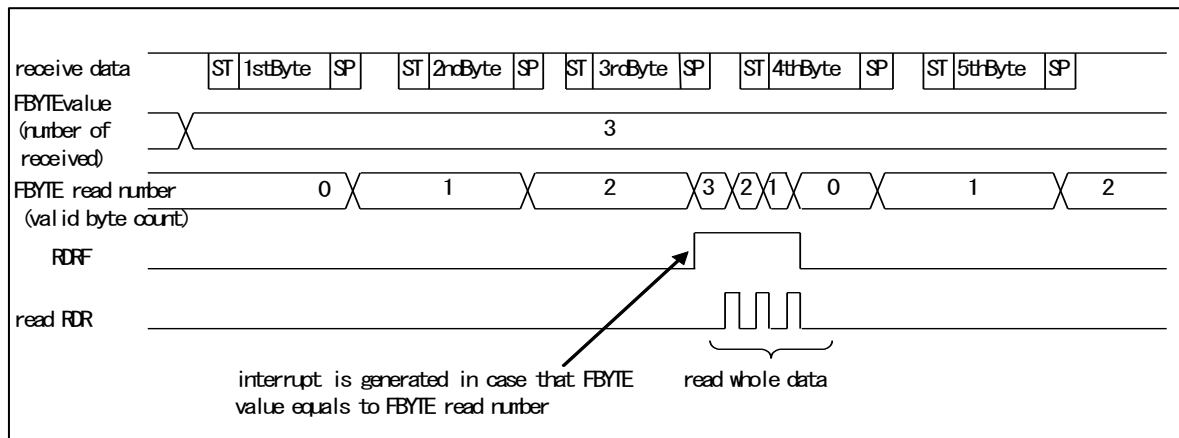 receive data ST 1stByte SP ST 2ndByte SP ST 3rdByte SP ST 4thByte SP ST 5thByte SP
FBYTEvalue
(number of
received)
3
FBYTE read number
(valid byte count)
0 1 2 3 2 1 0 1 2
RDRF
read RDR
interrupt is generated in case that FBYTE
value equals to FBYTE read number
read whole data